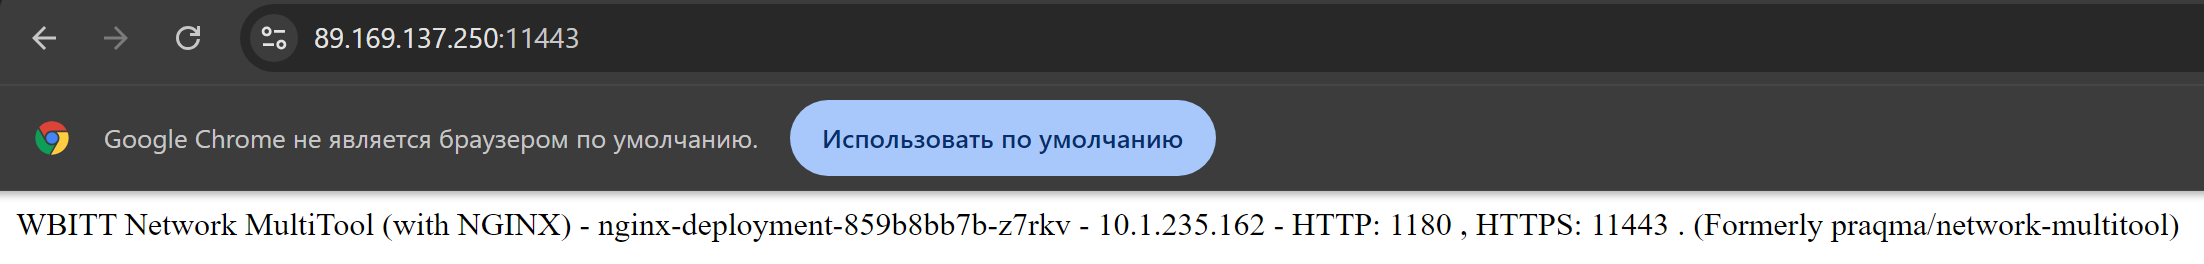 89.169.137.250:11443
Google Chrome не является браузером по умолчанию. Использовать по умолчанию
WBITT Network MultiTool (with NGINX) - nginx-deployment-859b8bb7b-z7rkv - 10.1.235.162 - HTTP: 1180 , HTTPS: 11443 . (Formerly praqma/network-multitool)